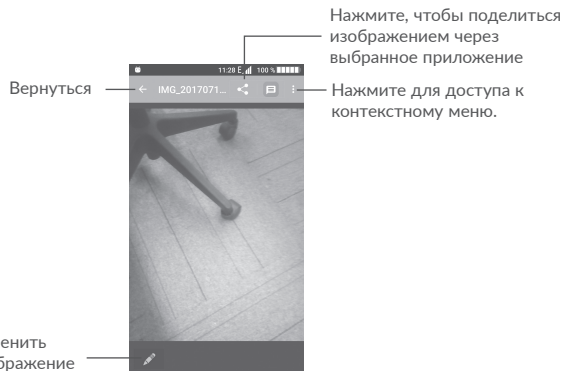 Нажмите, чтобы поделиться
изображением через
выбранное приложение
11:28 E 100 %
Вернуться
IMG_2017071...
Нажмите для доступа к
контекстному меню.
енить
бражение